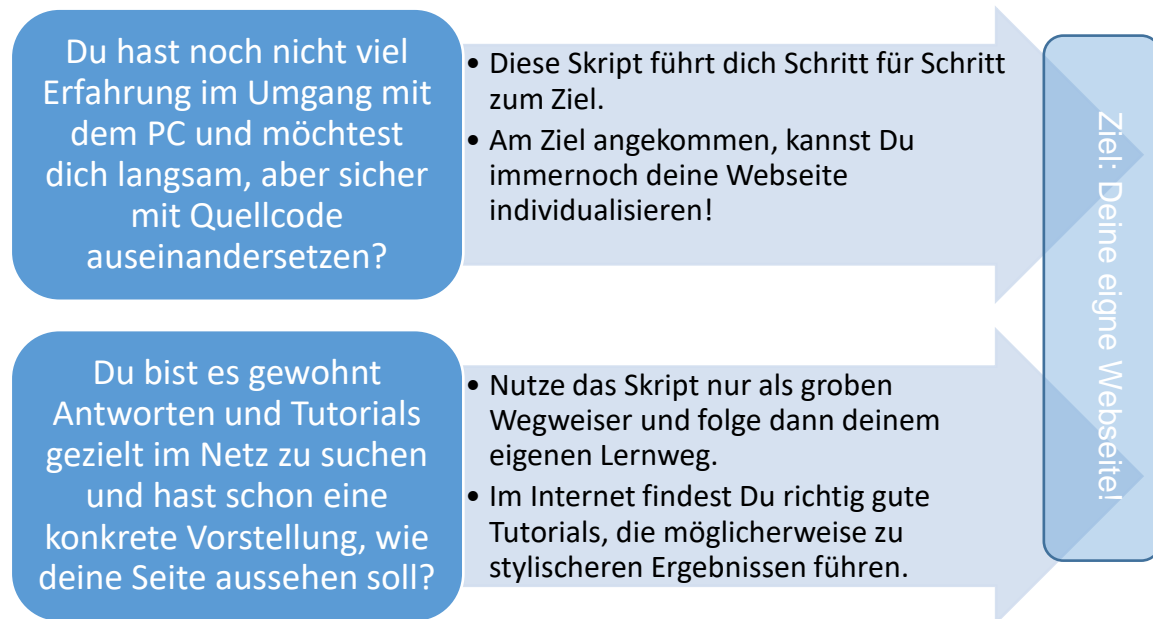 Du hast noch nicht viel
Erfahrung im Umgang mit
dem PC und möchtest
dich langsam, aber sicher
mit Quellcode
auseinandersetzen?
• Diese Skript führt dich Schritt für Schritt
zum Ziel.
• Am Ziel angekommen, kannst Du
immernoch deine Webseite
individualisieren!
Du bist es gewohnt
Antworten und Tutorials
gezielt im Netz zu suchen
und hast schon eine
konkrete Vorstellung, wie
deine Seite aussehen soll?
• Nutze das Skript nur als groben
Wegweiser und folge dann deinem
eigenen Lernweg.
• Im Internet findest Du richtig gute
Tutorials, die möglicherweise zu
stylischeren Ergebnissen führen.
Ziel: Deine eigne Webseite!